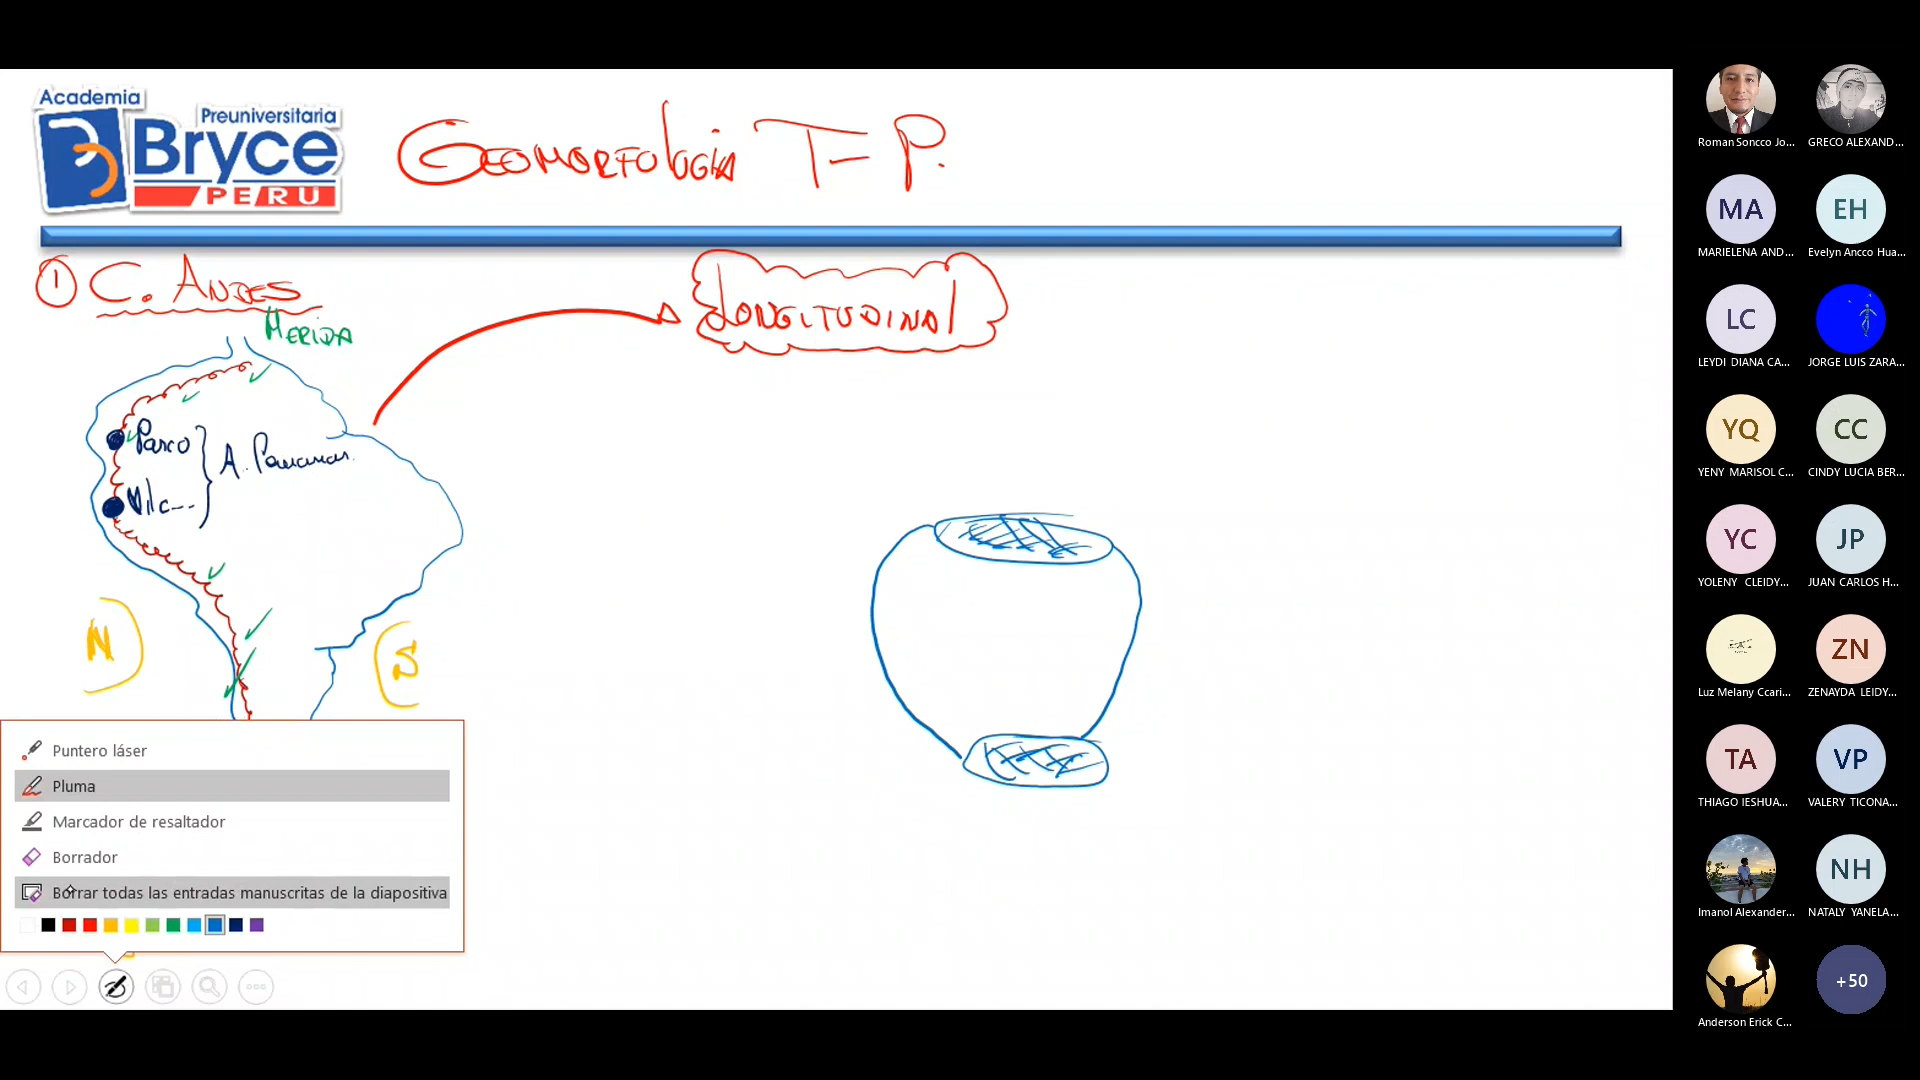 Academia
Preuniversitaria
Bryce
PERÚ
GEOMORFOLOGIA T-P.
① C. ANDES
MERIDA
LONGITUDINAL
Pasco
Vilc...
N
S
Puntero láser
Pluma
Marcador de resaltador
Borrador
Borrar todas las entradas manuscritas de la diapositiva
Roman Soncco Jo...
GRECO ALEXAND...
MA
EH
MARIELENA AND...
Evelyn Ancco Hua...
LC
LEYDI DIANA CA...
JORGE LUIS ZARA...
YQ
CC
YENY MARISOL C...
CINDY LUCIA BER...
YC
JP
YOLENY CLEIDY...
JUAN CARLOS H...
ZN
Luz Melany Ccari...
ZENAYDA LEIDY...
TA
VP
THIAGO IESHUA...
VALERY TICONA...
NH
Imanol Alexander...
NATALY YANELA...
+50
Anderson Erick C...